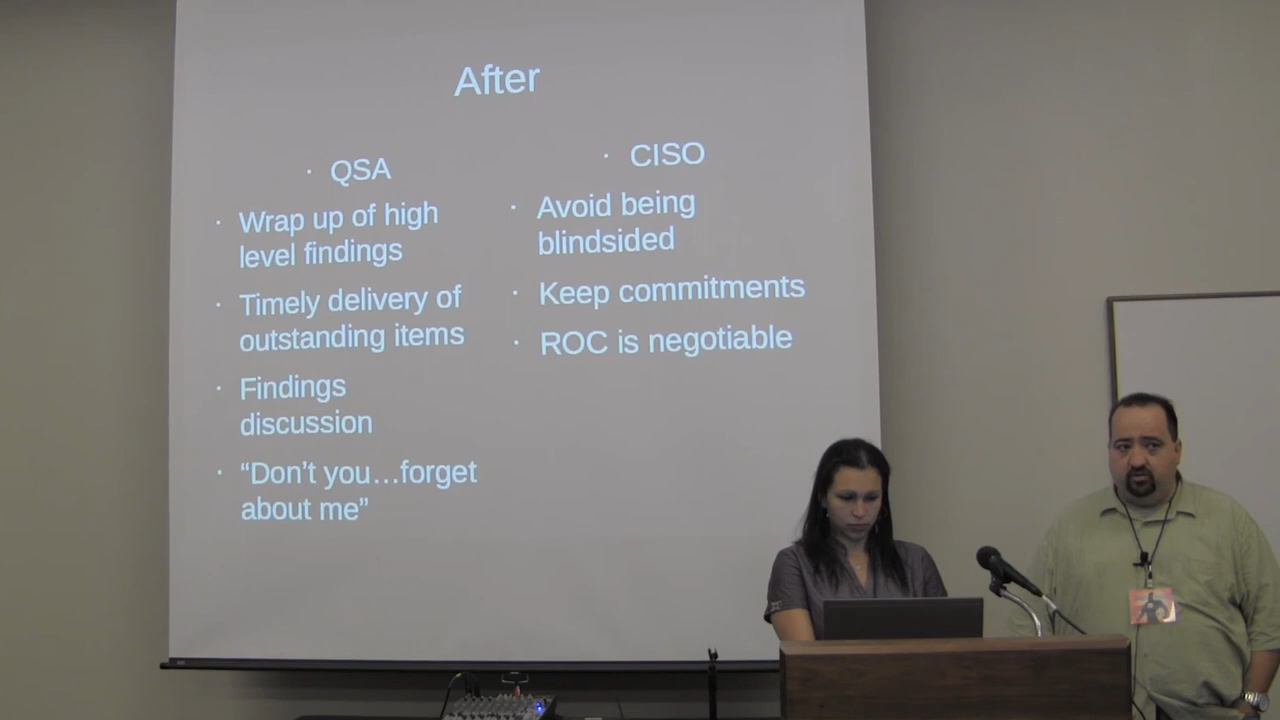 After
· QSA
· Wrap up of high
level findings
· Timely delivery of
outstanding items
· Findings
discussion
· “Don’t you…forget
about me”
· CISO
· Avoid being
blindsided
· Keep commitments
· ROC is negotiable